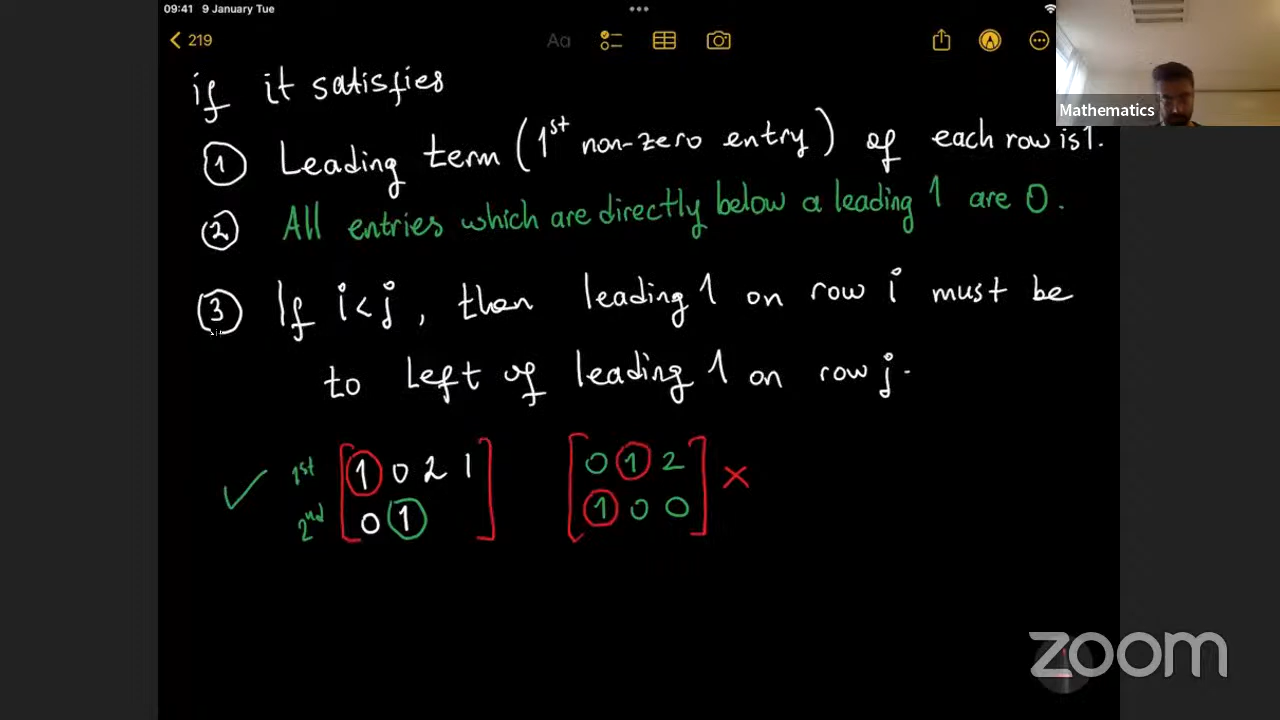 09:41 9 January Tue
219
Aa
Mathematics
if it satisfies
1 Leading term (1st non-zero entry) of each row is 1.
2 All entries which are directly below a leading 1 are 0.
3 If i < j, then leading 1 on row i must be
to left of leading 1 on row j.
1st [1 0 2 1]
2nd [0 1]
[0 1 2] ×
[1 0 0]
zoom